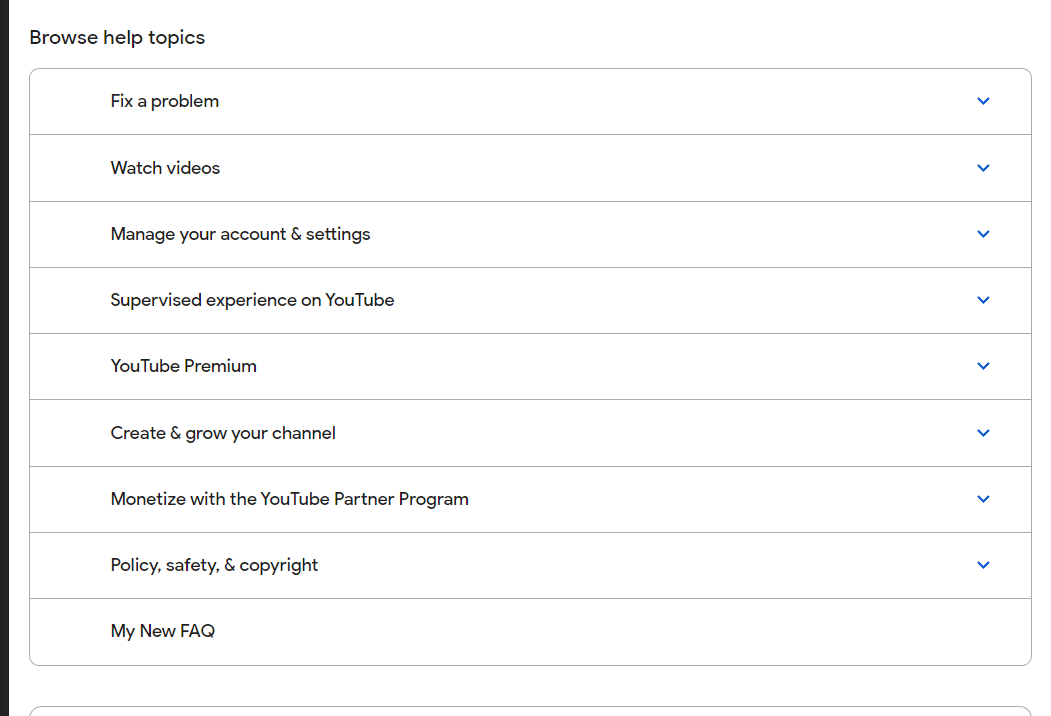 Browse help topics
Fix a problem
Watch videos
Manage your account & settings
Supervised experience on YouTube
YouTube Premium
Create & grow your channel
Monetize with the YouTube Partner Program
Policy, safety, & copyright
My New FAQ